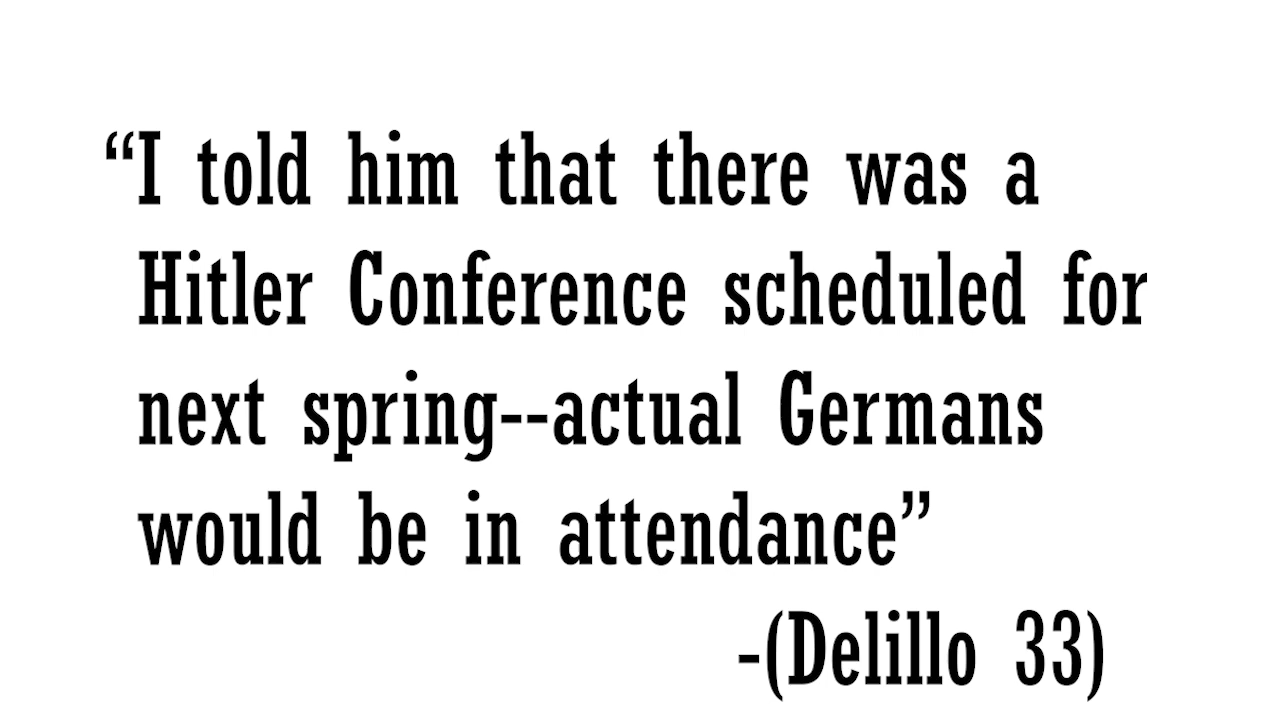 “I told him that there was a
Hitler Conference scheduled for
next spring--actual Germans
would be in attendance”
-(Delillo 33)